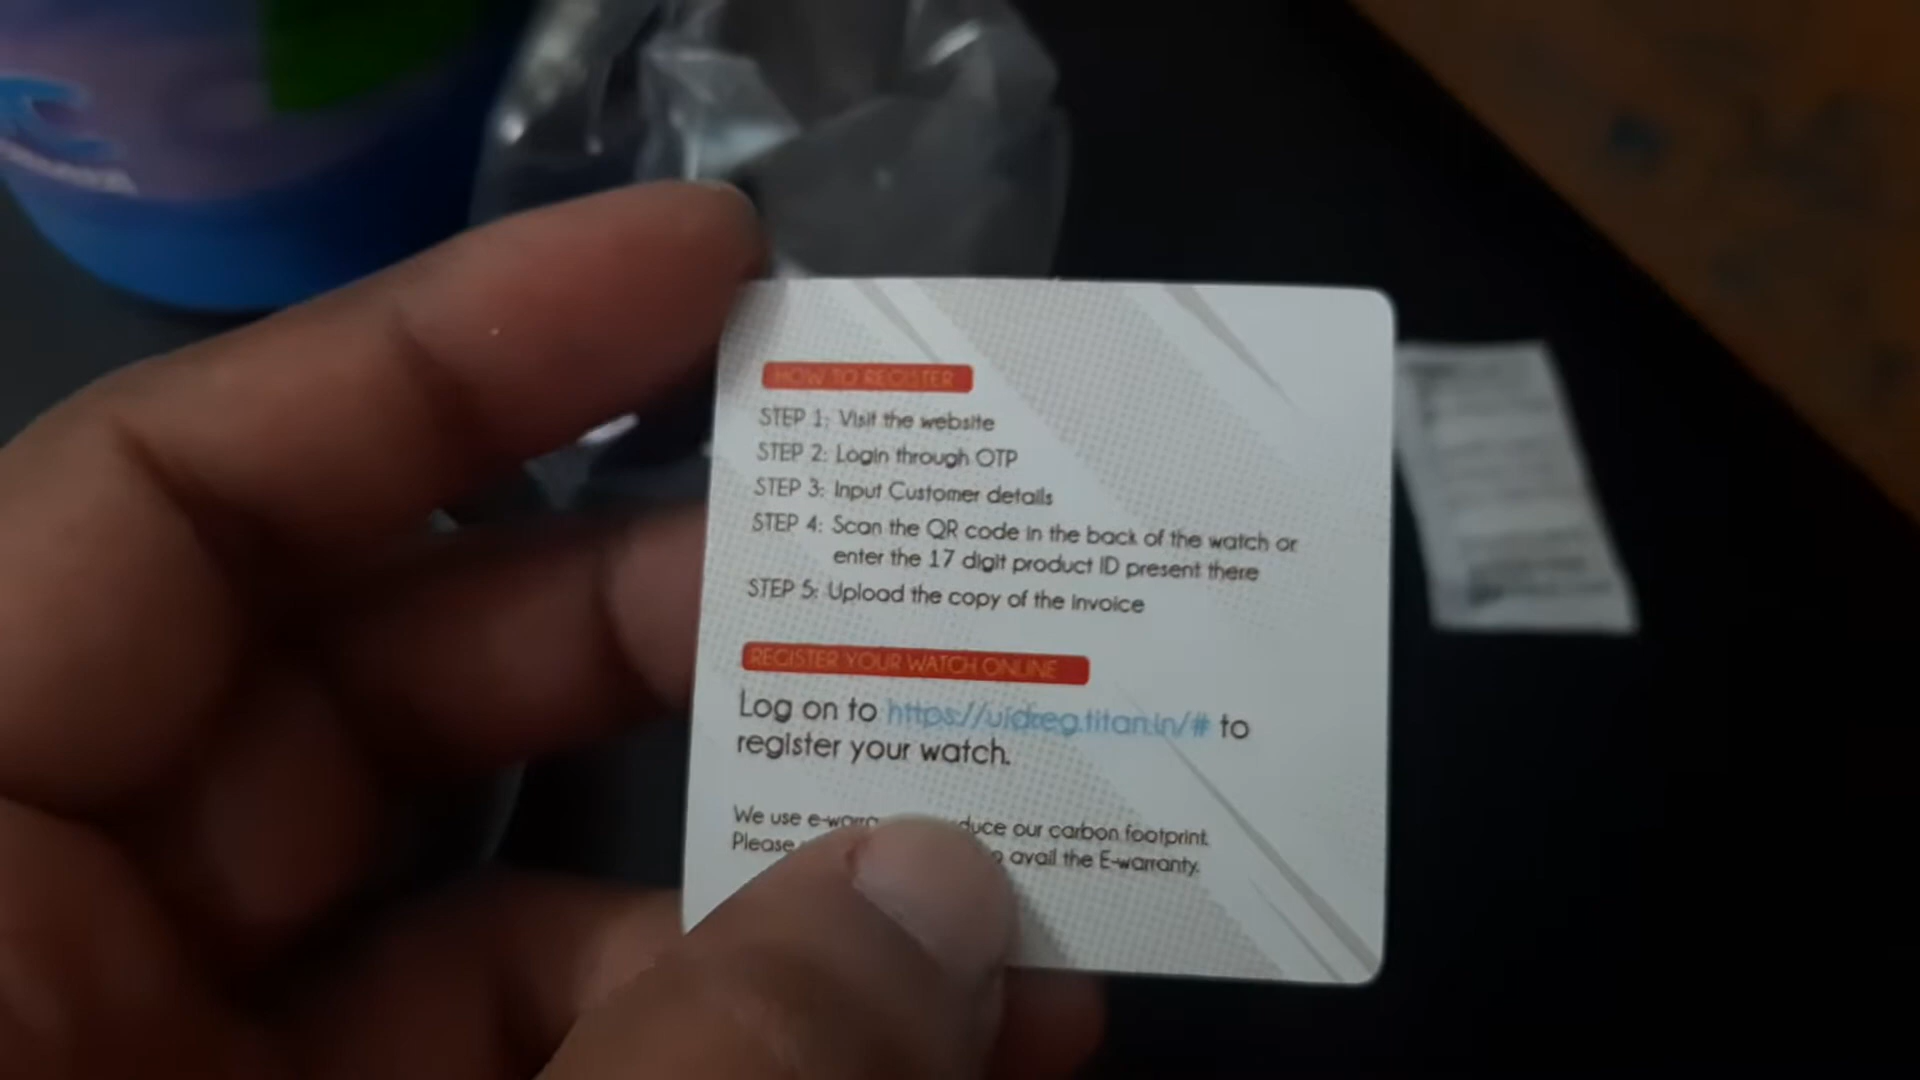 HOW TO REGISTER
STEP 1: Visit the website
STEP 2: Login through OTP
STEP 3: Input Customer details
STEP 4: Scan the QR code in the back of the watch or
enter the 17 digit product ID present there
STEP 5: Upload the copy of the invoice
REGISTER YOUR WATCH ONLINE
Log on to https://uidreg.titan.in/# to
register your watch.
We use our carbon footprint.
Please avail the E-warranty.